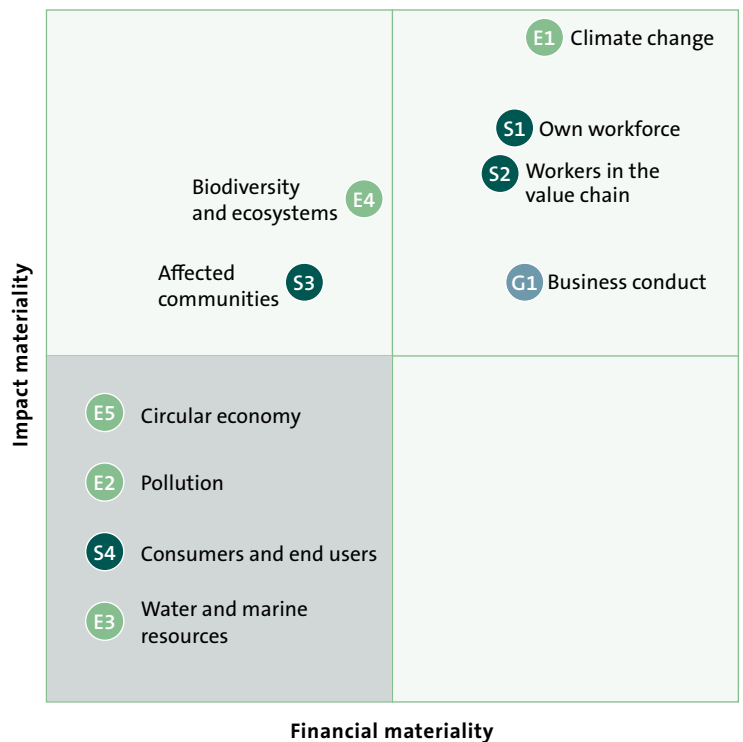 E1 Climate change
S1 Own workforce
S2 Workers in the
value chain
Biodiversity
and ecosystems E4
Affected
communities S3
G1 Business conduct
Impact materiality
E5 Circular economy
E2 Pollution
S4 Consumers and end users
E3 Water and marine
resources
Financial materiality